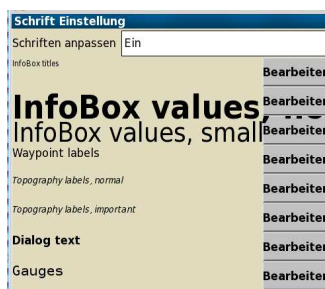 Schrift Einstellung
Schriften anpassen Ein
InfoBox titles
Bearbeiten
InfoBox values,
Bearbeiten
InfoBox values, small
Bearbeiten
Waypoint labels
Bearbeiten
Topography labels, normal
Bearbeiten
Topography labels, important
Bearbeiten
Dialog text
Bearbeiten
Gauges
Bearbeiten